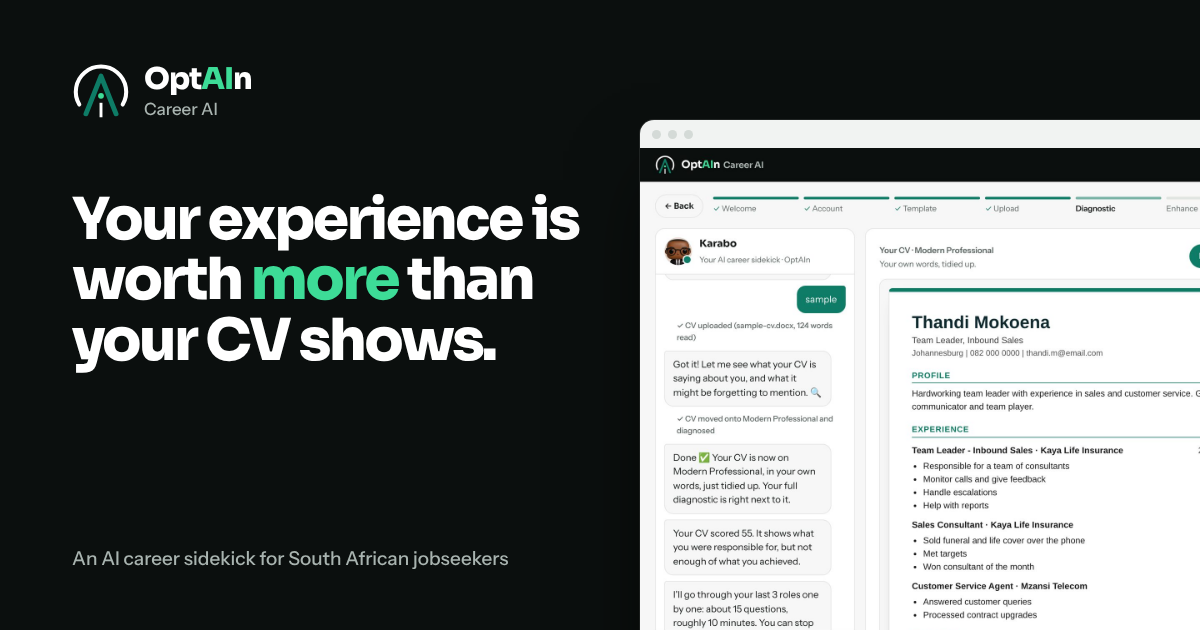 OptAIn
Career AI
Your experience is
worth more than
your CV shows.
An AI career sidekick for South African jobseekers
OptAIn Career AI
← Back
✓ Welcome
✓ Account
✓ Template
✓ Upload
Diagnostic
Enhance
Karabo
Your AI career sidekick · OptAIn
sample
✓ CV uploaded (sample-cv.docx, 124 words
read)
Got it! Let me see what your CV is
saying about you, and what it
might be forgetting to mention. 🔍
✓ CV moved onto Modern Professional and
diagnosed
Done ✅ Your CV is now on
Modern Professional, in your own
words, just tidied up. Your full
diagnostic is right next to it.
Your CV scored 55. It shows what
you were responsible for, but not
enough of what you achieved.
I'll go through your last 3 roles one
by one: about 15 questions,
roughly 10 minutes. You can stop
Your CV · Modern Professional
Your own words, tidied up.
Thandi Mokoena
Team Leader, Inbound Sales
Johannesburg | 082 000 0000 | thandi.m@email.com
PROFILE
Hardworking team leader with experience in sales and customer service.
communicator and team player.
EXPERIENCE
Team Leader - Inbound Sales · Kaya Life Insurance
• Responsible for a team of consultants
• Monitor calls and give feedback
• Handle escalations
• Help with reports
Sales Consultant · Kaya Life Insurance
• Sold funeral and life cover over the phone
• Met targets
• Won consultant of the month
Customer Service Agent · Mzansi Telecom
• Answered customer queries
• Processed contract upgrades